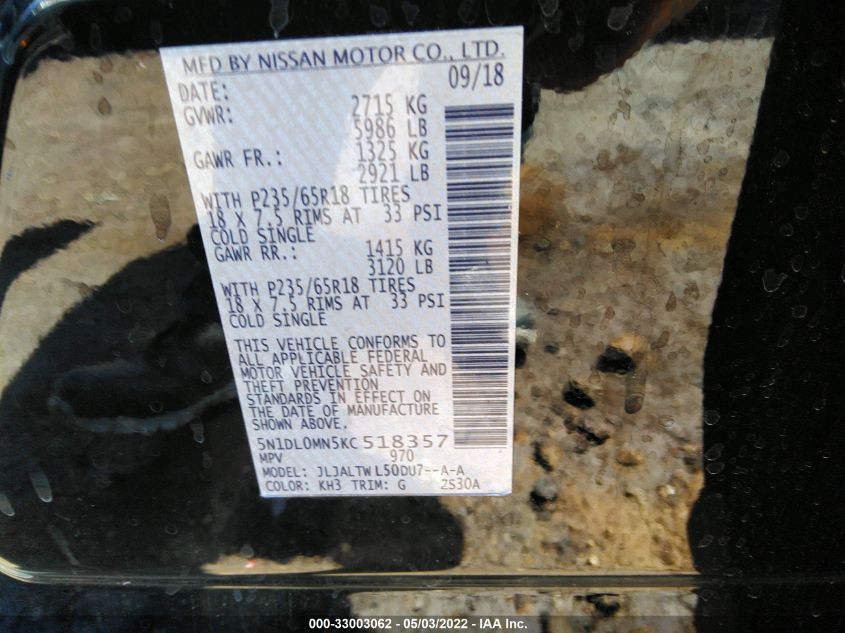 MFD BY NISSAN MOTOR CO., LTD.
DATE: 09/18
GVWR: 2715 KG
5986 LB
GAWR FR.: 1325 KG
2921 LB
WITH P235/65R18 TIRES
18 X 7.5 RIMS AT 33 PSI
COLD SINGLE
GAWR RR.: 1415 KG
3120 LB
WITH P235/65R18 TIRES
18 X 7.5 RIMS AT 33 PSI
COLD SINGLE
THIS VEHICLE CONFORMS TO
ALL APPLICABLE FEDERAL
MOTOR VEHICLE SAFETY AND
THEFT PREVENTION
STANDARDS IN EFFECT ON
THE DATE OF MANUFACTURE
SHOWN ABOVE.
5N1DL0MN5KC518357
MPV 970
MODEL: JLJALTWL50DU7--A-A
COLOR: KH3 TRIM: G 2S30A
000-33003062 - 05/03/2022 - IAA Inc.